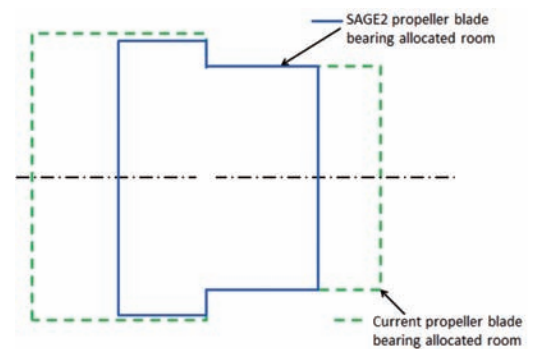 SAGE2 propeller blade
bearing allocated room
Current propeller blade
bearing allocated room